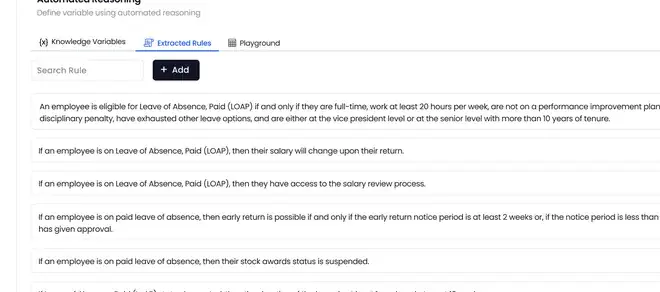 Automated Reasoning
Define variable using automated reasoning
{x} Knowledge Variables
Extracted Rules
Playground
Search Rule
+ Add
An employee is eligible for Leave of Absence, Paid (LOAP) if and only if they are full-time, work at least 20 hours per week, are not on a performance improvement plan
disciplinary penalty, have exhausted other leave options, and are either at the vice president level or at the senior level with more than 10 years of tenure.
If an employee is on Leave of Absence, Paid (LOAP), then their salary will change upon their return.
If an employee is on Leave of Absence, Paid (LOAP), then they have access to the salary review process.
If an employee is on paid leave of absence, then early return is possible if and only if the early return notice period is at least 2 weeks or, if the notice period is less than
has given approval.
If an employee is on paid leave of absence, then their stock awards status is suspended.